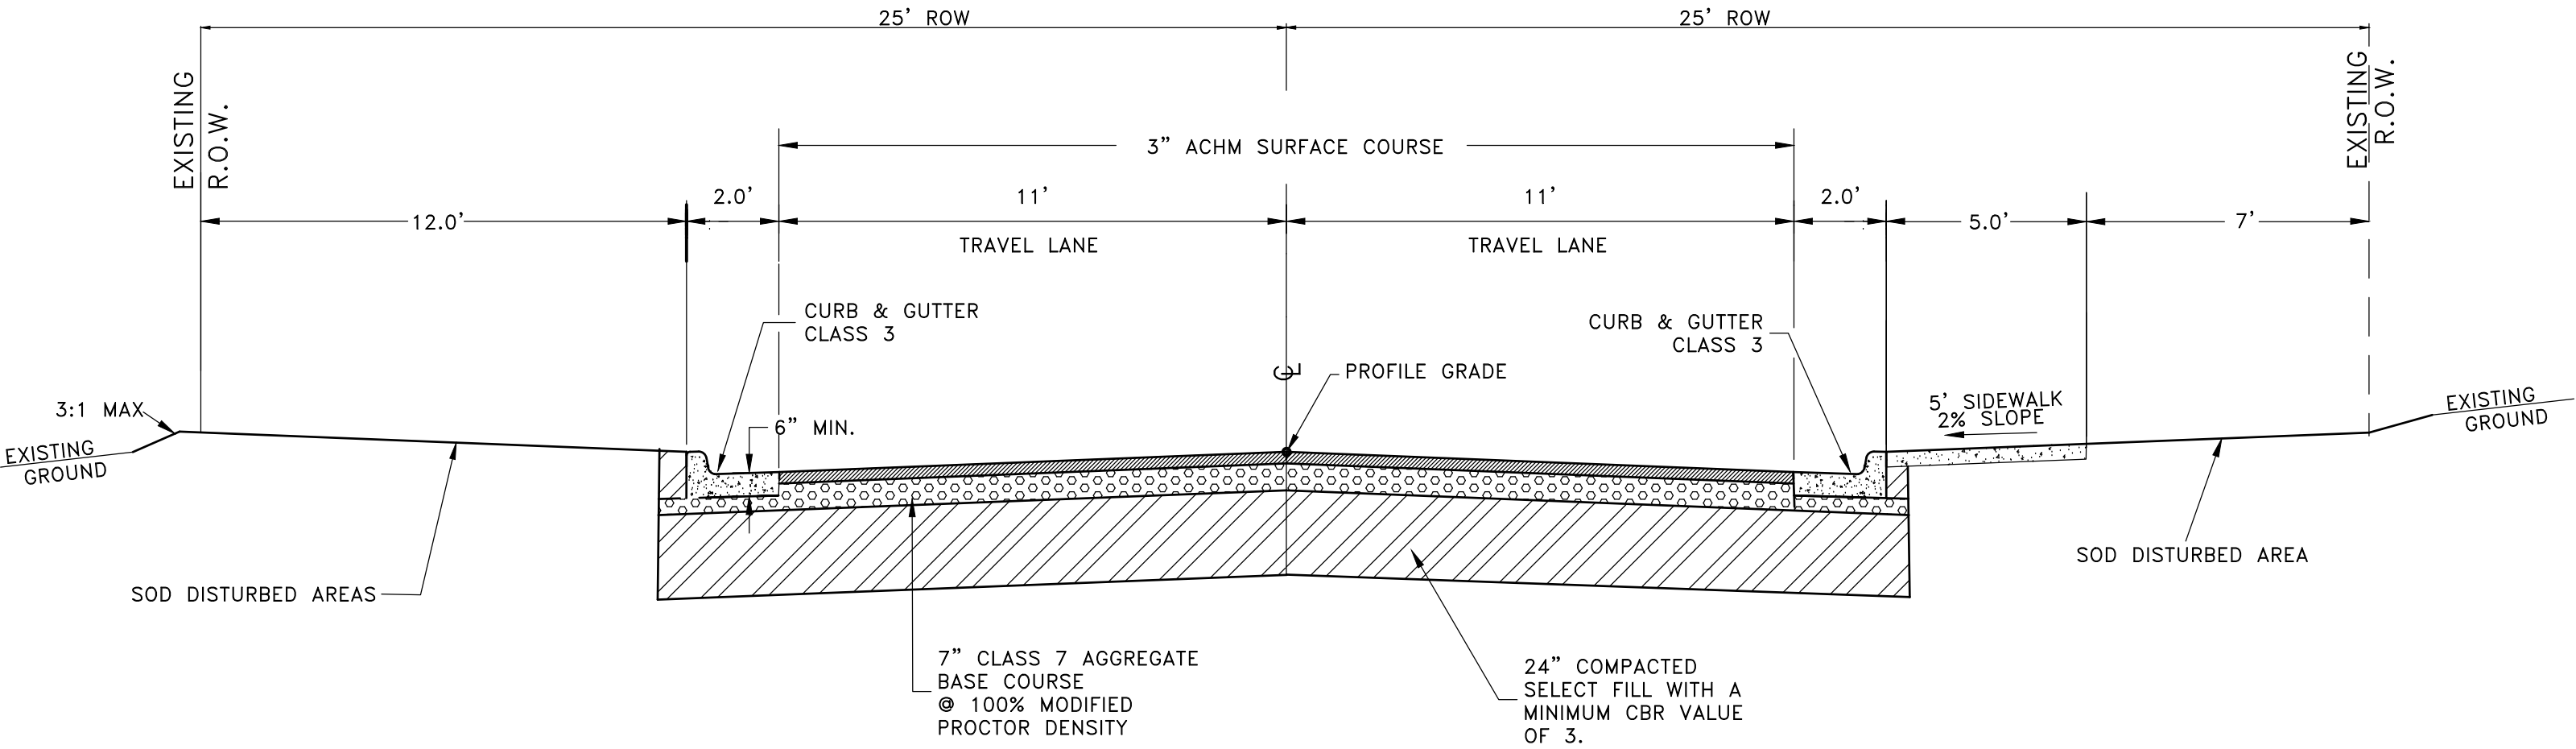 25' ROW
25' ROW
EXISTING
R.O.W.
EXISTING
R.O.W.
3" ACHM SURFACE COURSE
12.0'
2.0'
11'
11'
2.0'
5.0'
7'
TRAVEL LANE
TRAVEL LANE
CURB & GUTTER
CLASS 3
CURB & GUTTER
CLASS 3
℄
PROFILE GRADE
3:1 MAX
EXISTING
GROUND
6" MIN.
5' SIDEWALK
2% SLOPE
EXISTING
GROUND
SOD DISTURBED AREAS
SOD DISTURBED AREA
7" CLASS 7 AGGREGATE
BASE COURSE
@ 100% MODIFIED
PROCTOR DENSITY
24" COMPACTED
SELECT FILL WITH A
MINIMUM CBR VALUE
OF 3.